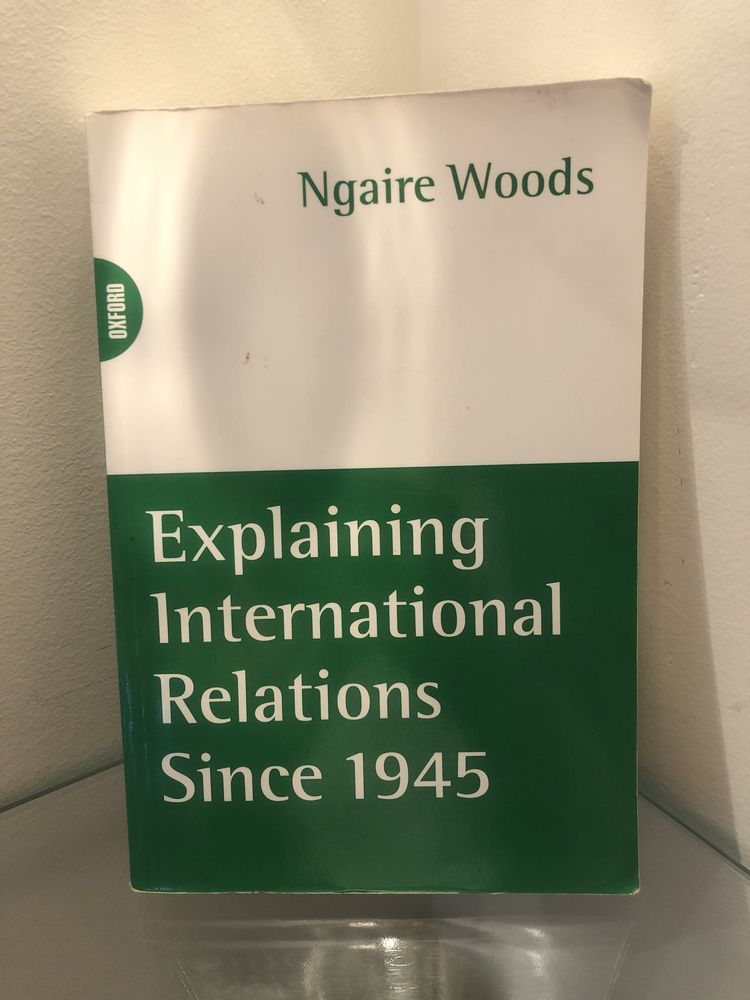 Ngaire Woods
OXFORD
Explaining
International
Relations
Since 1945